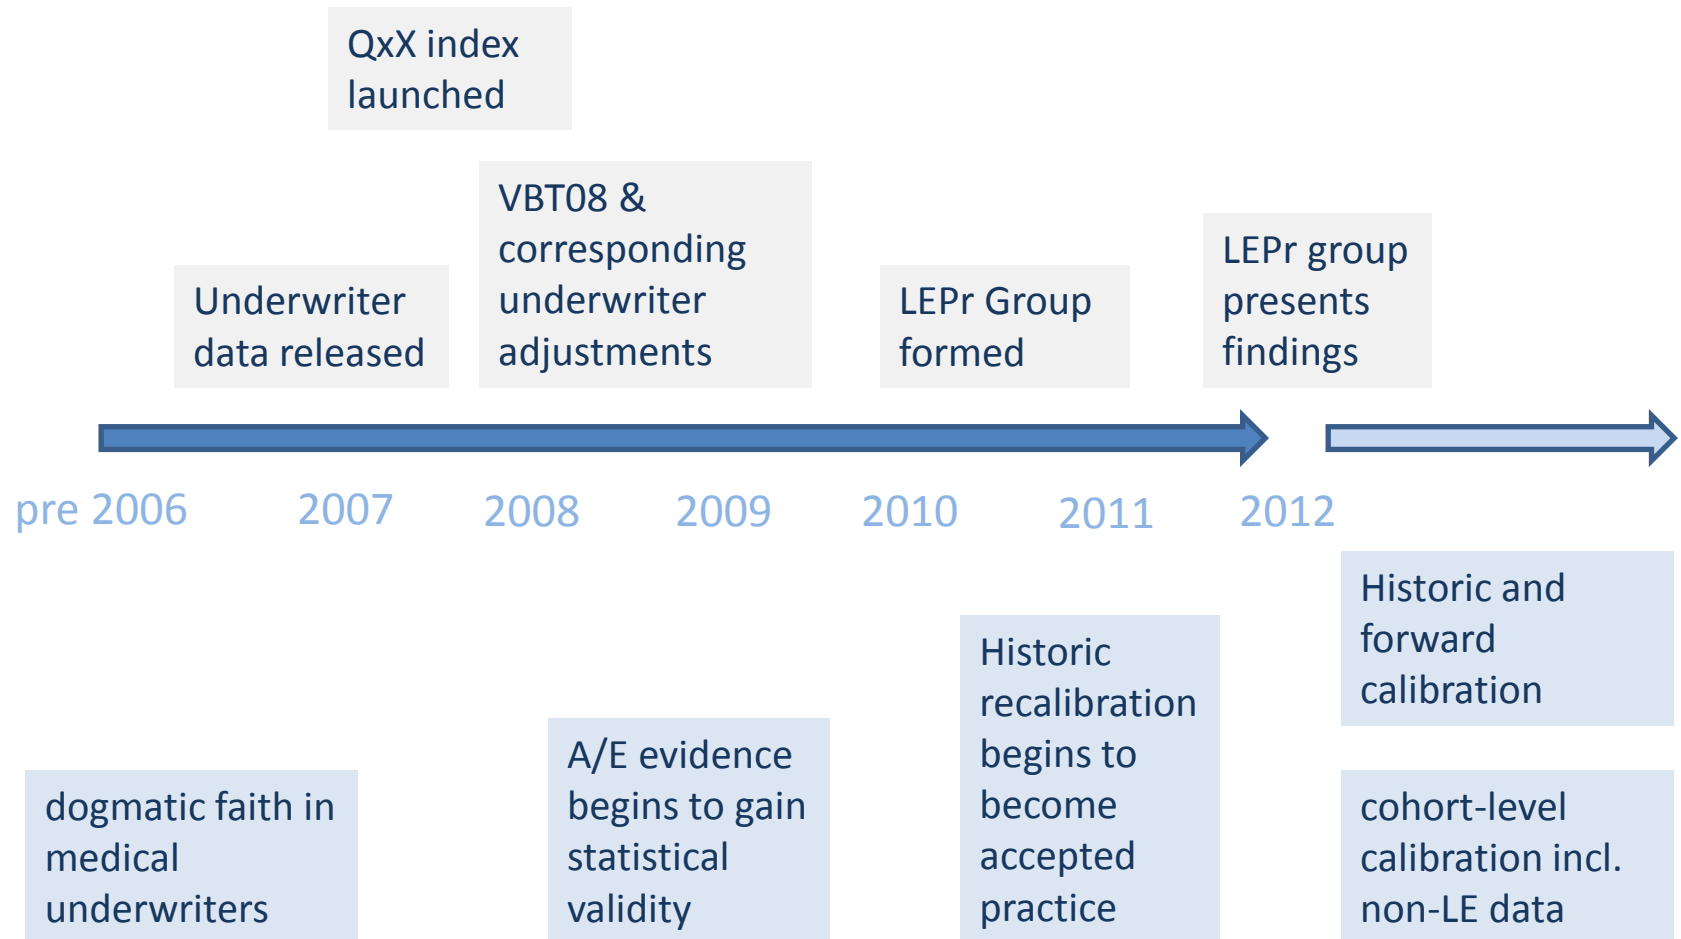 QxX index
launched
VBT08 &
corresponding
underwriter
adjustments
Underwriter
data released
LEPr Group
formed
LEPr group
presents
findings
pre 2006
2007
2008
2009
2010
2011
2012
dogmatic faith in
medical
underwriters
A/E evidence
begins to gain
statistical
validity
Historic
recalibration
begins to
become
accepted
practice
Historic and
forward
calibration
cohort-level
calibration incl.
non-LE data